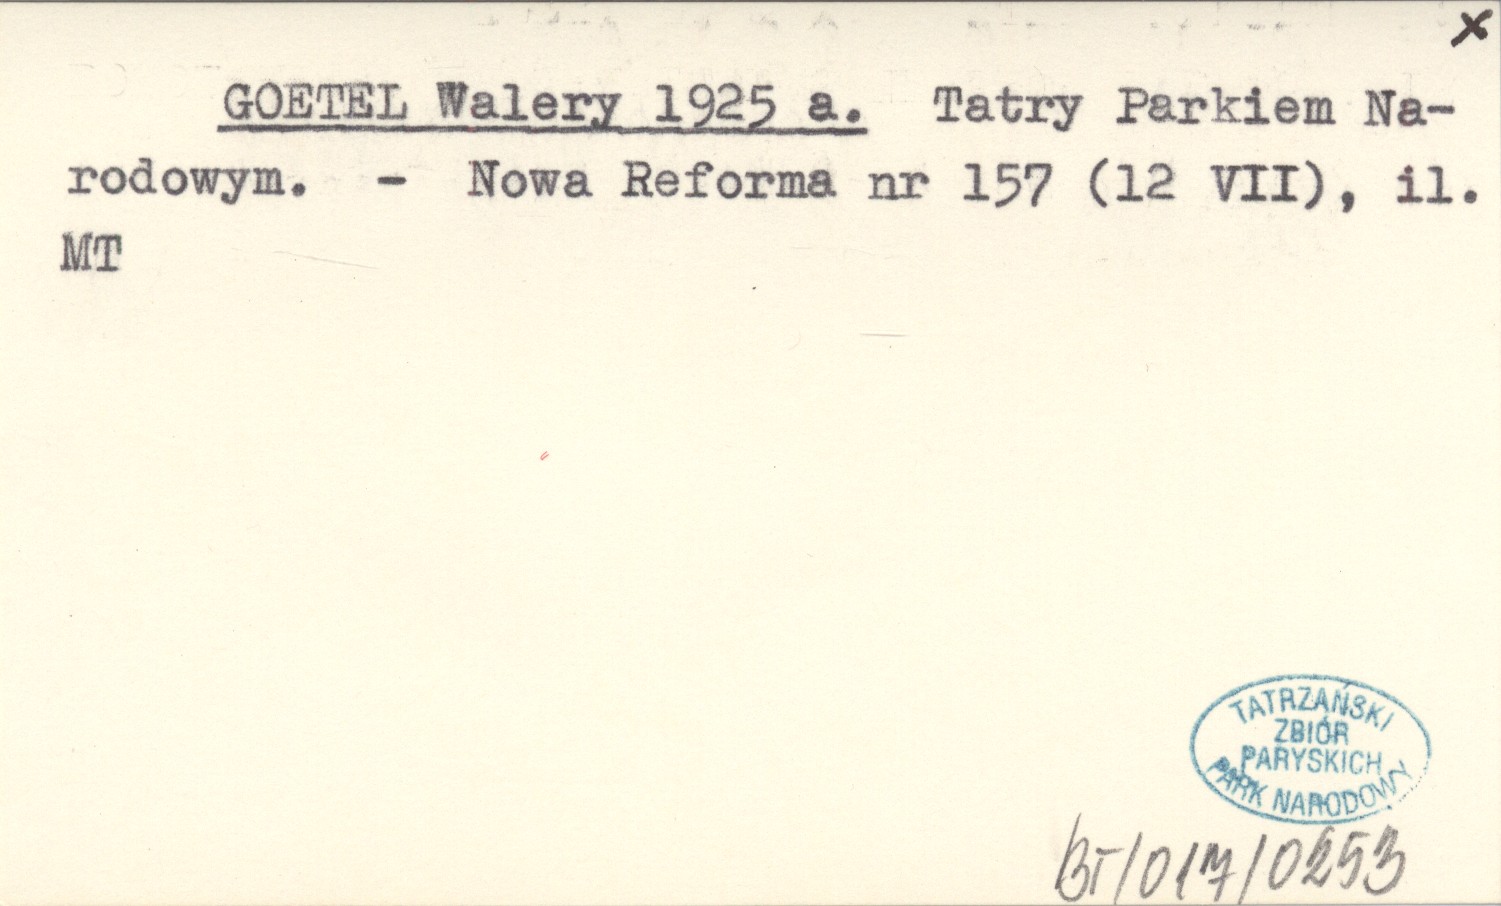 x
GOETEL Walery 1925 a. Tatry Parkiem Na-
rodowym. - Nowa Reforma nr 157 (12 VII), il.
MT
TATRZAŃSKI
ZBIÓR
PARYSKICH
PARK NARODOWY
BT/017/0253